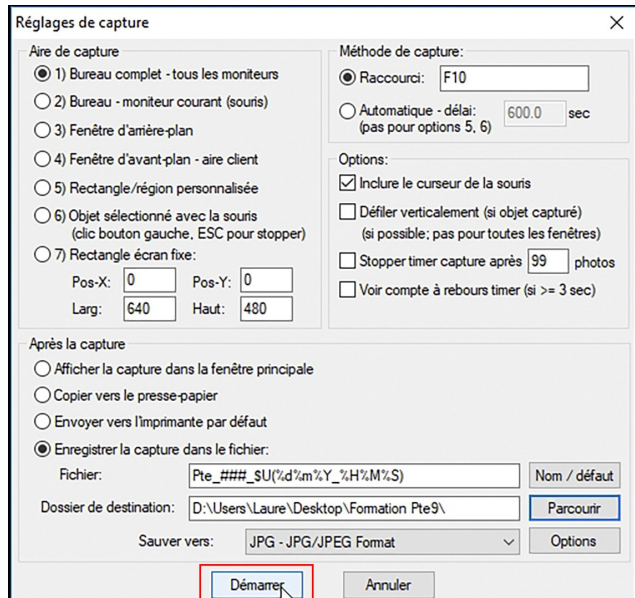 Réglages de capture
Aire de capture
1) Bureau complet - tous les moniteurs
2) Bureau - moniteur courant (souris)
3) Fenêtre d'arrière-plan
4) Fenêtre d'avant-plan - aire client
5) Rectangle/région personnalisée
6) Objet sélectionné avec la souris
(clic bouton gauche, ESC pour stopper)
7) Rectangle écran fixe:
Pos-X: 0 Pos-Y: 0
Larg: 640 Haut: 480
Méthode de capture:
Raccourci: F10
Automatique - délai: 600.0 sec
(pas pour options 5, 6)
Options:
Inclure le curseur de la souris
Défiler verticalement (si objet capturé)
(si possible; pas pour toutes les fenêtres)
Stopper timer capture après 99 photos
Voir compte à rebours timer (si >= 3 sec)
Après la capture
Afficher la capture dans la fenêtre principale
Copier vers le presse-papier
Envoyer vers l'imprimante par défaut
Enregistrer la capture dans le fichier:
Fichier: Pte_###_$U(%d%m%Y_%H%M%S) Nom / défaut
Dossier de destination: D:\Users\Laure\Desktop\Formation Pte9\ Parcourir
Sauver vers: JPG - JPG/JPEG Format Options
Démarrer Annuler